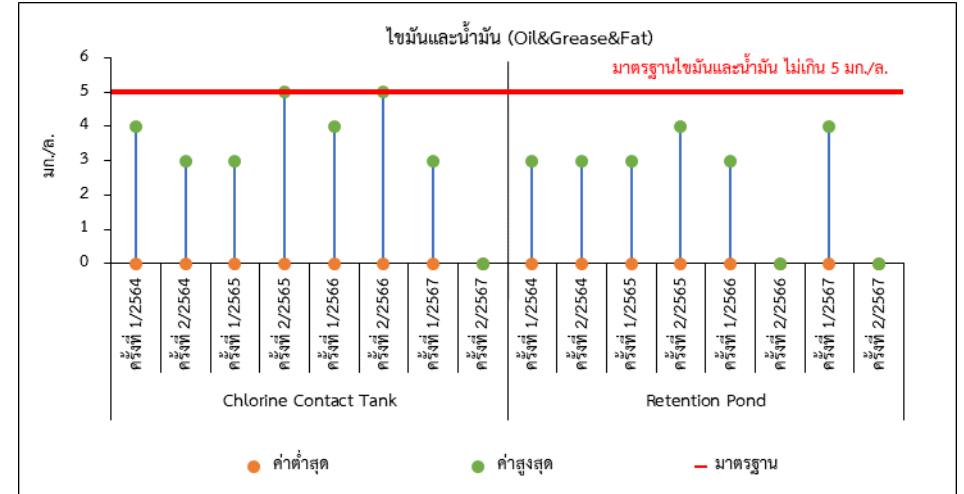 ไขมันและน้ำมัน (Oil&Grease&Fat)
มาตรฐานไขมันและน้ำมัน ไม่เกิน 5 มก./ล.
มก./ล.
6
5
4
3
2
1
0
ครั้งที่ 1/2564
ครั้งที่ 2/2564
ครั้งที่ 1/2565
ครั้งที่ 2/2565
ครั้งที่ 1/2566
ครั้งที่ 2/2566
ครั้งที่ 1/2567
ครั้งที่ 2/2567
ครั้งที่ 1/2564
ครั้งที่ 2/2564
ครั้งที่ 1/2565
ครั้งที่ 2/2565
ครั้งที่ 1/2566
ครั้งที่ 2/2566
ครั้งที่ 1/2567
ครั้งที่ 2/2567
Chlorine Contact Tank
Retention Pond
ค่าต่ำสุด
ค่าสูงสุด
มาตรฐาน